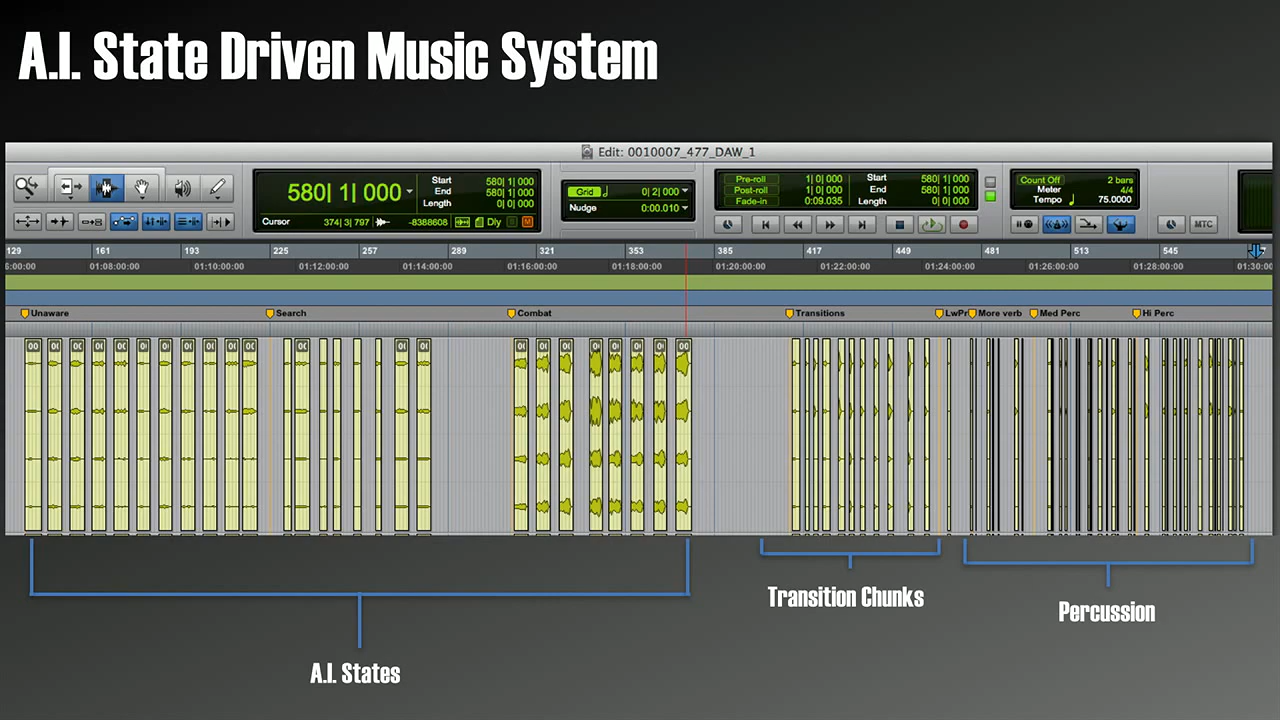 A.I. State Driven Music System
Edit: 0010007_477_DAW_1
580| 1| 000
Start 580| 1| 000
End 580| 1| 000
Length 0| 0| 000
Cursor 374| 3| 797 -8388608 Dly
Grid 0| 2| 000
Nudge 0:00.010
Pre-roll 1| 0| 000
Post-roll 1| 0| 000
Fade-in 0:09.035
Start 580| 1| 000
End 580| 1| 000
Length 0| 0| 000
Count Off 2 bars
Meter 4/4
Tempo 75.0000
MTC
129 161 193 225 257 289 321 353 385 417 449 481 513 545
6:00:00 01:08:00:00 01:10:00:00 01:12:00:00 01:14:00:00 01:16:00:00 01:18:00:00 01:20:00:00 01:22:00:00 01:24:00:00 01:26:00:00 01:28:00:00 01:30:00
Unaware Search Combat Transitions LwPr More verb Med Perc Hi Perc
Transition Chunks
Percussion
A.I. States